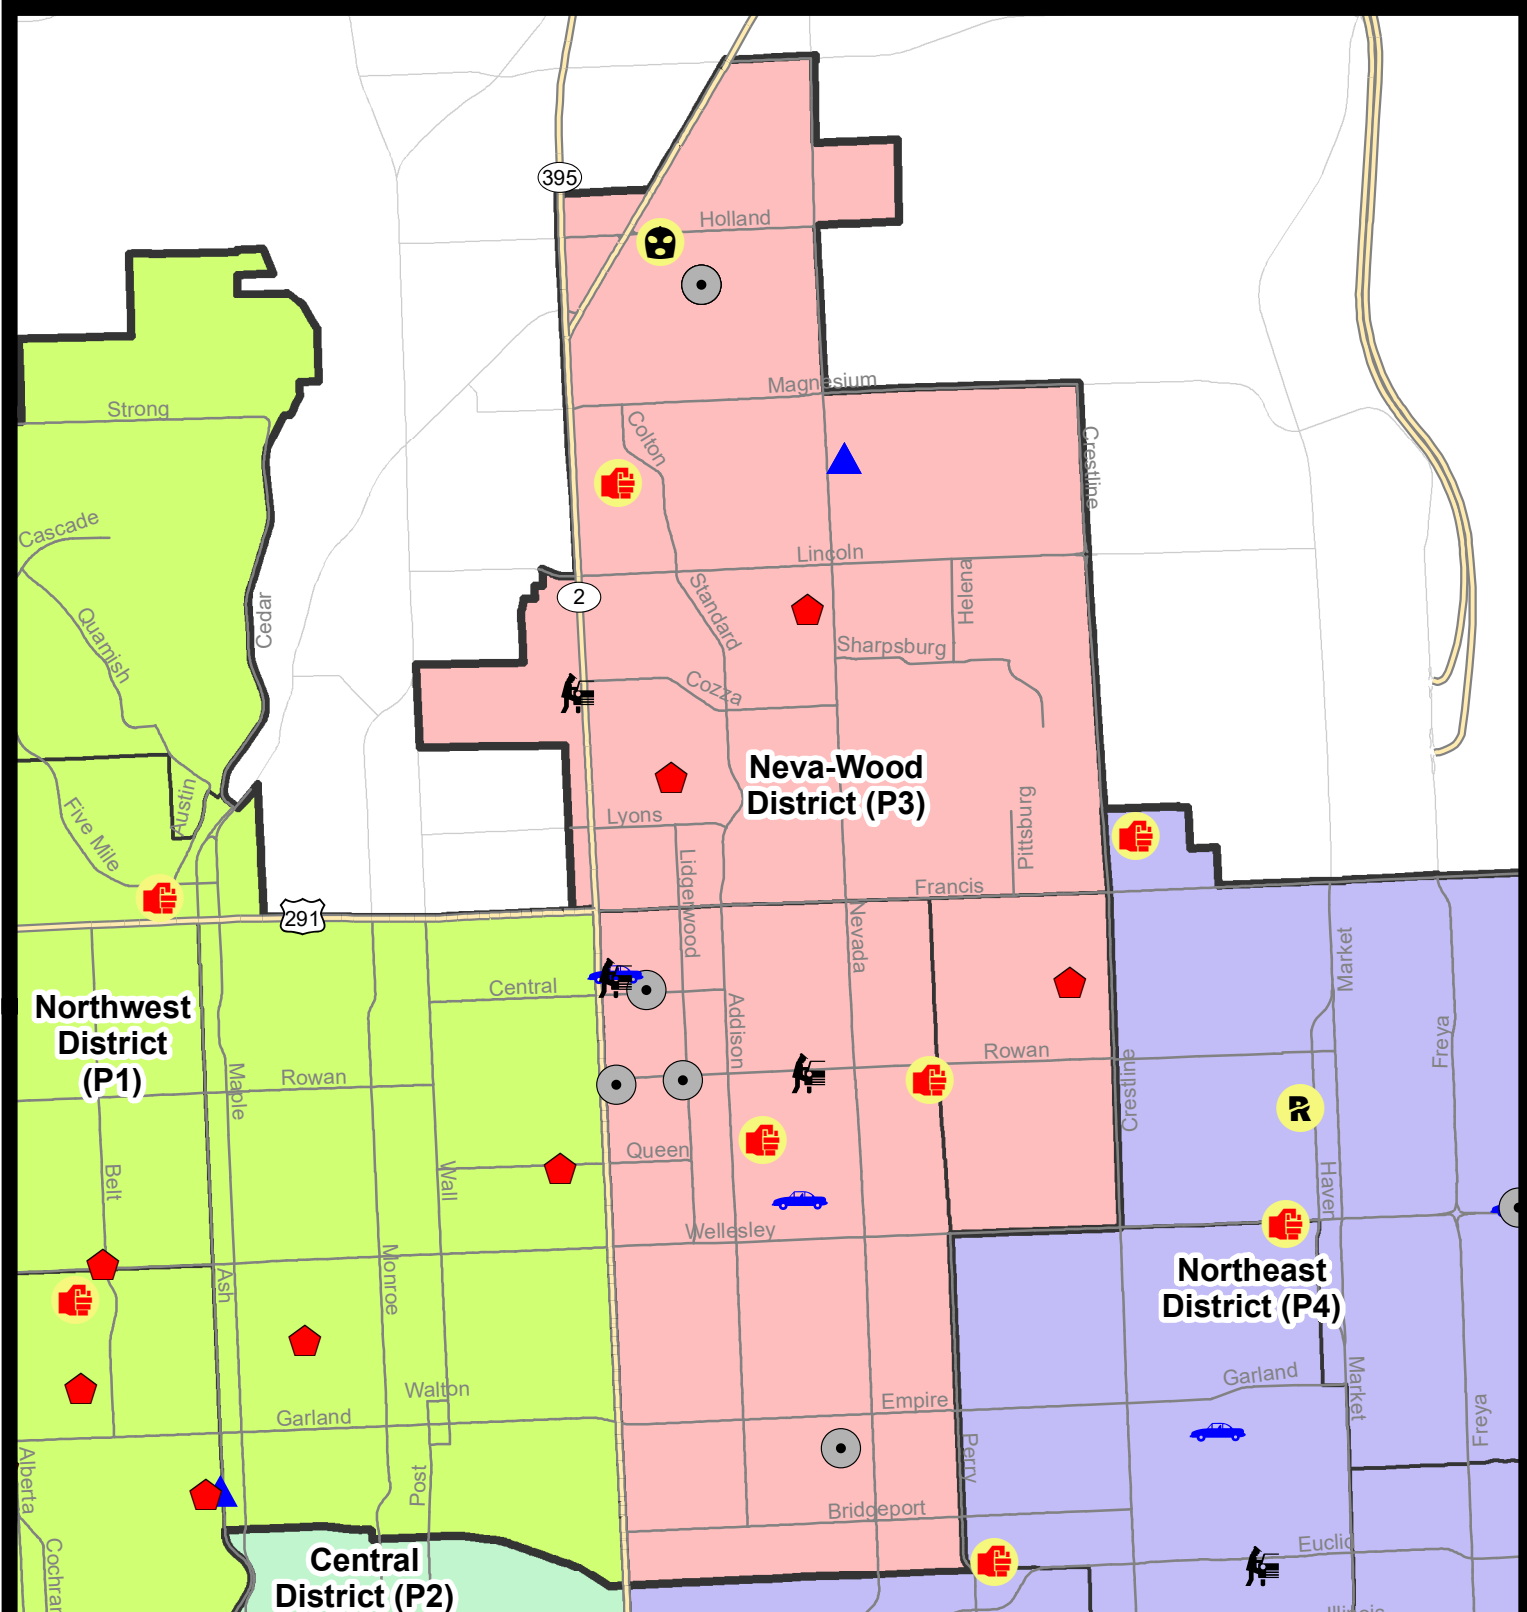 395
Holland
Magnesium
Strong
Colton
Crestline
Cascade
Lincoln
Helena
Standard
2
Cedar
Quamish
Sharpsburg
Cozza
Neva-Wood
District (P3)
Austin
Five Mile
Lyons
Pittsburg
Lidgerwood
Francis
291
Nevada
Market
Central
Northwest
District
(P1)
Addison
Freya
Rowan
Rowan
Maple
Crestline
Belt
Wall
Queen
Haven
Wellesley
Monroe
Ash
Northeast
District (P4)
Walton
Garland
Garland
Market
Empire
Freya
Alberta
Post
Perry
Bridgeport
Cochran
Euclid
Central
District (P2)